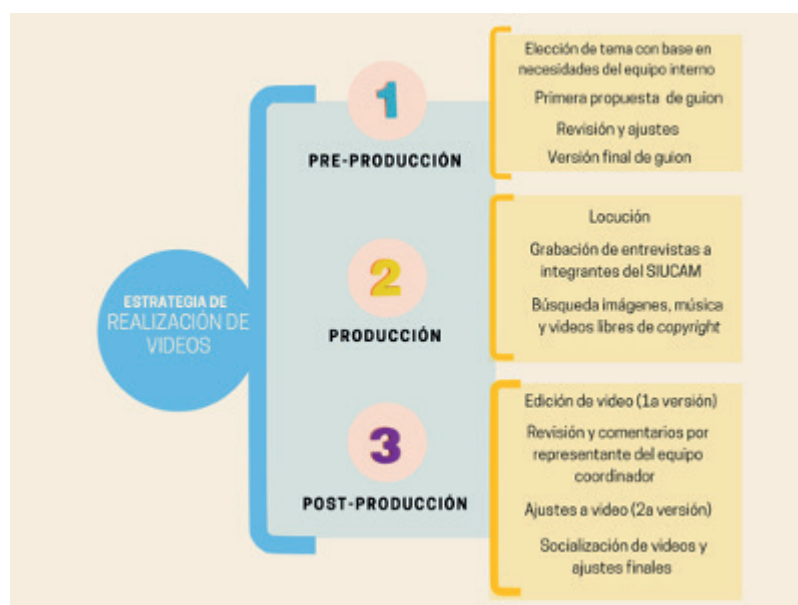 ESTRATEGIA DE
REALIZACIÓN DE
VIDEOS
1
PRE-PRODUCCIÓN
Elección de tema con base en
necesidades del equipo interno
Primera propuesta de guion
Revisión y ajustes
Versión final de guion
2
PRODUCCIÓN
Locución
Grabación de entrevistas a
integrantes del SIUCAM
Búsqueda imágenes, música
y videos libres de copyright
3
POST-PRODUCCIÓN
Edición de video (1a versión)
Revisión y comentarios por
representante del equipo
coordinador
Ajustes a video (2a versión)
Socialización de videos y
ajustes finales